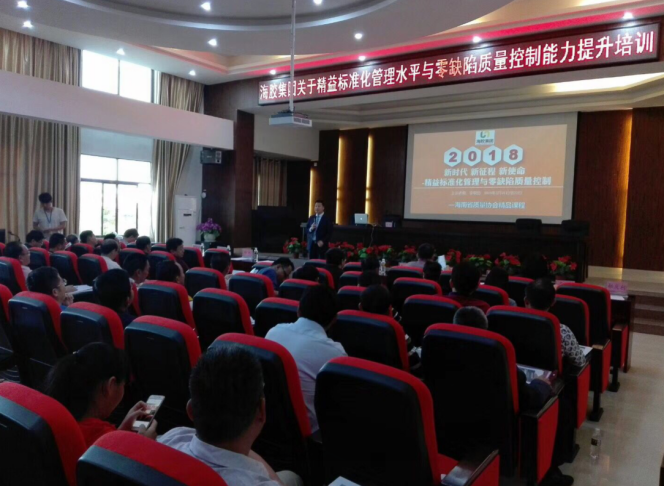 海胶集团关于精益标准化管理水平与零缺陷质量控制能力提升培训
2018
新时代 新征程 新使命
-精益标准化管理与零缺陷质量控制